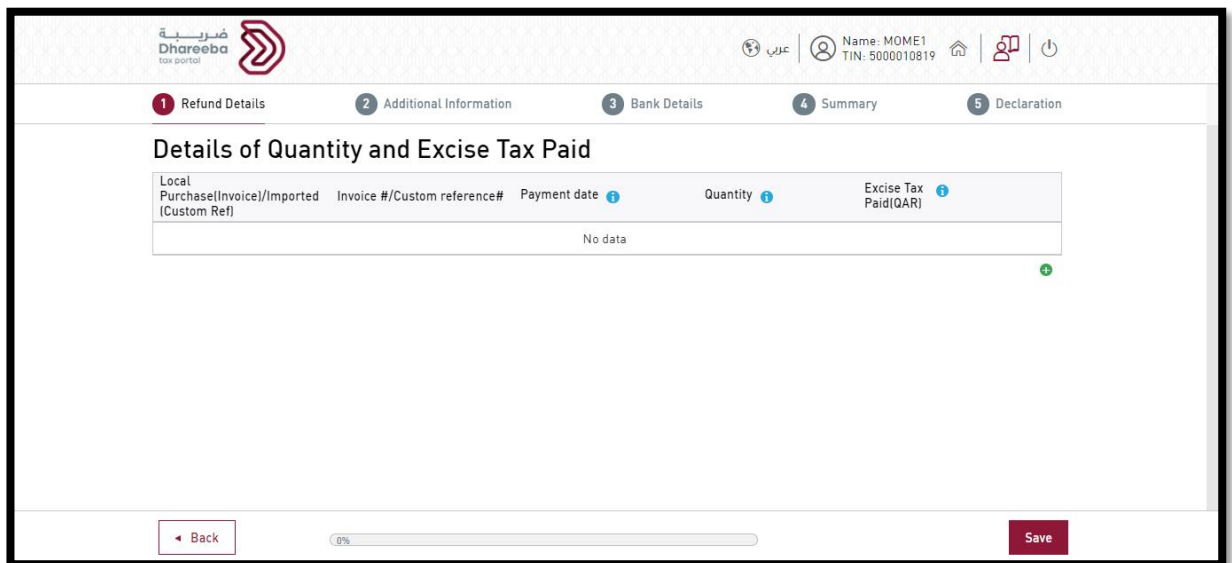 ضريبة
Dhareeba
tax portal
عربي
Name: MOME1
TIN: 5000010819
1 Refund Details
2 Additional Information
3 Bank Details
4 Summary
5 Declaration
Details of Quantity and Excise Tax Paid
Local
Purchase(Invoice)/Imported
(Custom Ref)
Invoice #/Custom reference#
Payment date
Quantity
Excise Tax
Paid(QAR)
No data
Back
0%
Save